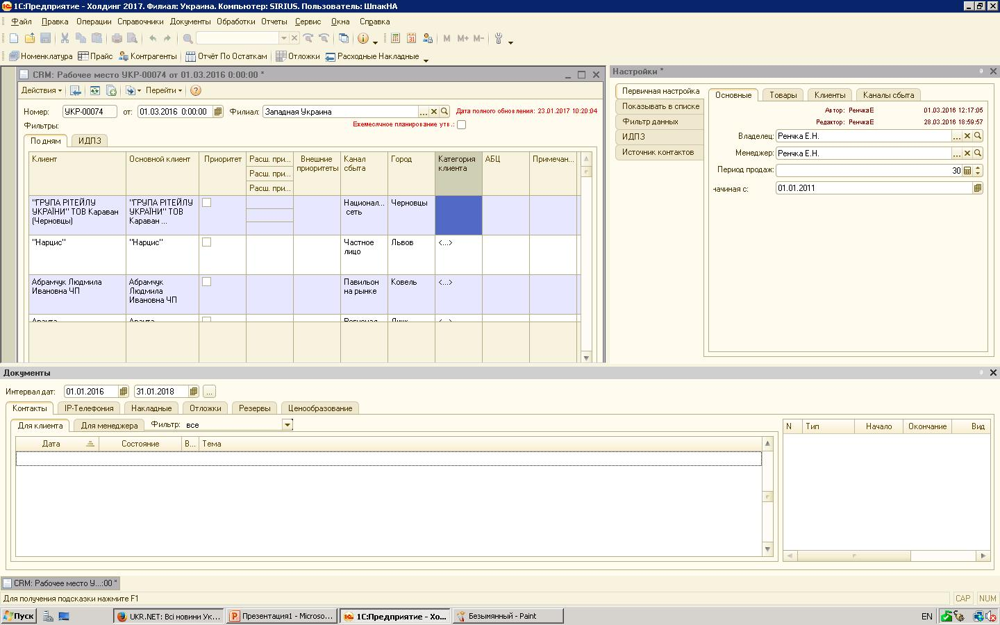 1С:Предприятие - Холдинг 2017. Филиал: Украина. Компьютер: SIRIUS. Пользователь: ШпакНА
Файл Правка Операции Справочники Документы Обработки Отчеты Сервис Окна Справка
M M+ M-
Номенклатура Прайс Контрагенты Отчёт По Остаткам Отложки Расходные Накладные
CRM: Рабочее место УКР-00074 от 01.03.2016 0:00:00 *
Действия Перейти
Номер: УКР-00074 от: 01.03.2016 0:00:00 Филиал: Западная Украина ... Дата полного обновления: 23.01.2017 10:20:04
Фильтры: Ежемесячное планирование утв.:
По дням ИДПЗ
Клиент Основной клиент Приоритет Расш. при... Внешние приоритеты Канал сбыта Город Категория клиента АБЦ Примечан...
Расш. при...
Расш. при...
"ГРУПА РІТЕЙЛУ УКРАЇНИ" ТОВ Караван (Черновцы) "ГРУПА РІТЕЙЛУ УКРАЇНИ" ТОВ Караван ... Национал... сеть Черновцы
"Нарцис" "Нарцис" Частное лицо Львов <...>
Абрамчук Людмила Ивановна ЧП Абрамчук Людмила Ивановна ЧП Павильон на рынке Ковель <...>
Настройки *
Первичная настройка
Показывать в списке
Фильтр данных
ИДПЗ
Источник контактов
Основные Товары Клиенты Каналы сбыта
Автор: РенчкаЕ 01.03.2016 12:17:05
Редактор: РенчкаЕ 28.03.2016 18:59:57
Владелец: Ренчка Е.Н. ...
Менеджер: Ренчка Е.Н. ...
Период продаж: 30
начиная с: 01.01.2011
Документы
Интервал дат: 01.01.2016 31.01.2018 ...
Контакты IP-Телефония Накладные Отложки Резервы Ценообразование
Для клиента Для менеджера Фильтр: все
Дата Состояние В... Тема
N Тип Начало Окончание Вид
CRM: Рабочее место У...:00 *
Для получения подсказки нажмите F1 CAP NUM
Пуск UKR.NET: Всі новини Ук... Презентация1 - Microso... 1С:Предприятие - Хо... Безымянный - Paint EN